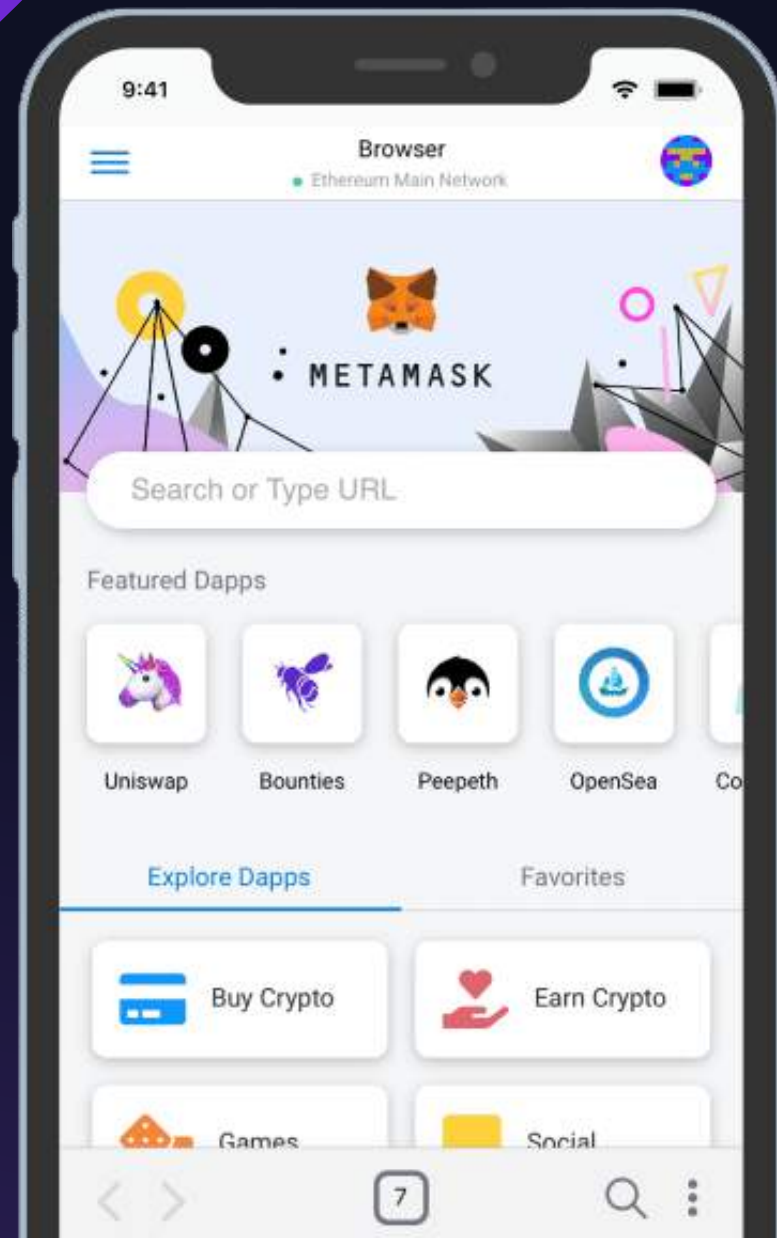 9:41
Browser
Ethereum Main Network
METAMASK
Search or Type URL
Featured Dapps
Uniswap Bounties Peepeth OpenSea Co
Explore Dapps Favorites
Buy Crypto Earn Crypto
Games Social
7